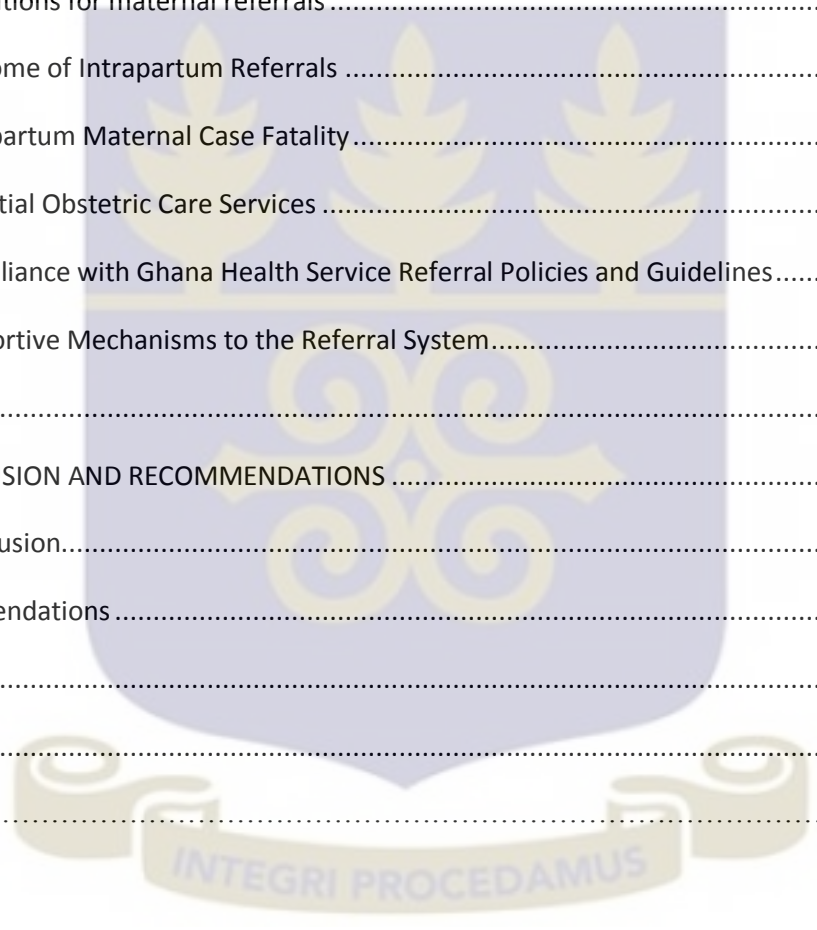 tions for maternal referrals ........................................................
ome of Intrapartum Referrals ........................................................
partum Maternal Case Fatality........................................................
tial Obstetric Care Services ........................................................
liance with Ghana Health Service Referral Policies and Guidelines......
ortive Mechanisms to the Referral System........................................
........................................................................................................
SION AND RECOMMENDATIONS ........................................................
usion........................................................................................................
endations ........................................................................................................
........................................................................................................
........................................................................................................
........................................................................................................
INTEGRI PROCEDAMUS